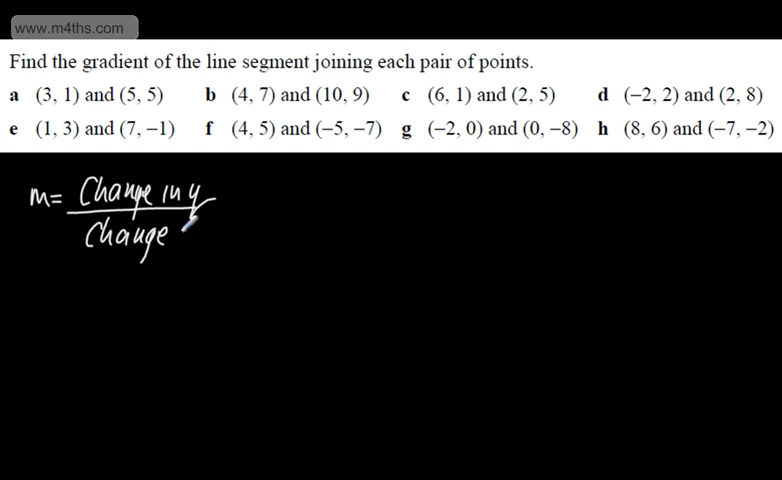 www.m4ths.com
Find the gradient of the line segment joining each pair of points.
a (3, 1) and (5, 5) b (4, 7) and (10, 9) c (6, 1) and (2, 5) d (−2, 2) and (2, 8)
e (1, 3) and (7, −1) f (4, 5) and (−5, −7) g (−2, 0) and (0, −8) h (8, 6) and (−7, −2)
m= Change in y
Change